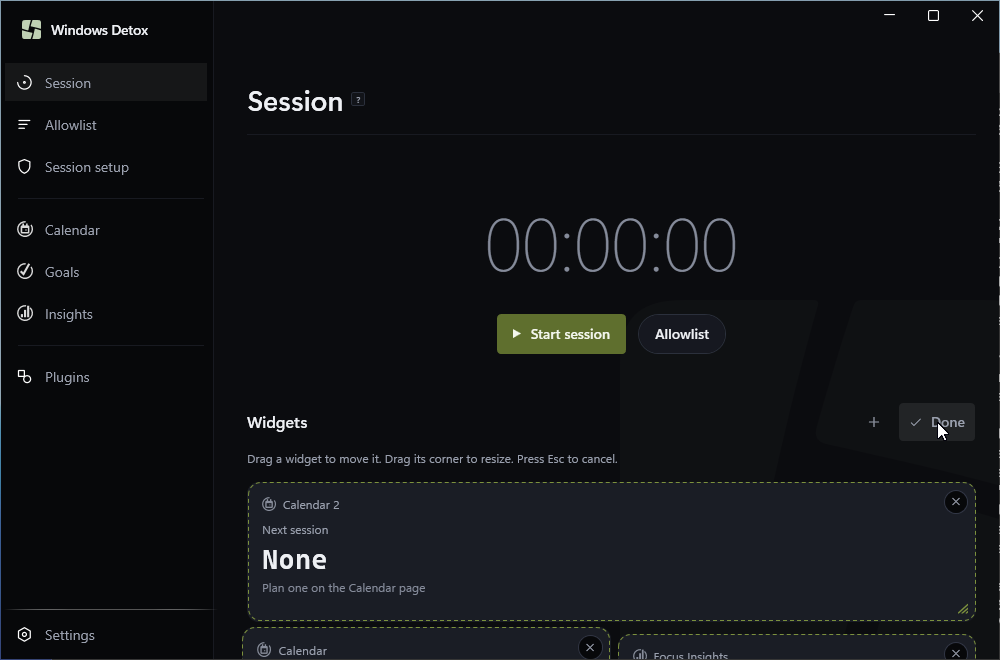 Windows Detox
Session
Allowlist
Session setup
Calendar
Goals
Insights
Plugins
Settings
Session ?
00:00:00
Start session
Allowlist
Widgets
+
Done
Drag a widget to move it. Drag its corner to resize. Press Esc to cancel.
Calendar 2
Next session
None
Plan one on the Calendar page
Calendar
Focus Insights